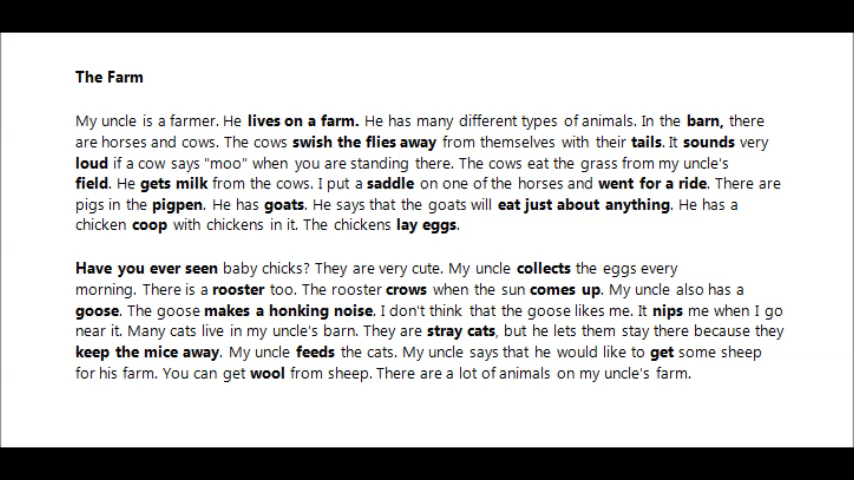 The Farm
My uncle is a farmer. He lives on a farm. He has many different types of animals. In the barn, there
are horses and cows. The cows swish the flies away from themselves with their tails. It sounds very
loud if a cow says "moo" when you are standing there. The cows eat the grass from my uncle's
field. He gets milk from the cows. I put a saddle on one of the horses and went for a ride. There are
pigs in the pigpen. He has goats. He says that the goats will eat just about anything. He has a
chicken coop with chickens in it. The chickens lay eggs.
Have you ever seen baby chicks? They are very cute. My uncle collects the eggs every
morning. There is a rooster too. The rooster crows when the sun comes up. My uncle also has a
goose. The goose makes a honking noise. I don't think that the goose likes me. It nips me when I go
near it. Many cats live in my uncle's barn. They are stray cats, but he lets them stay there because they
keep the mice away. My uncle feeds the cats. My uncle says that he would like to get some sheep
for his farm. You can get wool from sheep. There are a lot of animals on my uncle's farm.